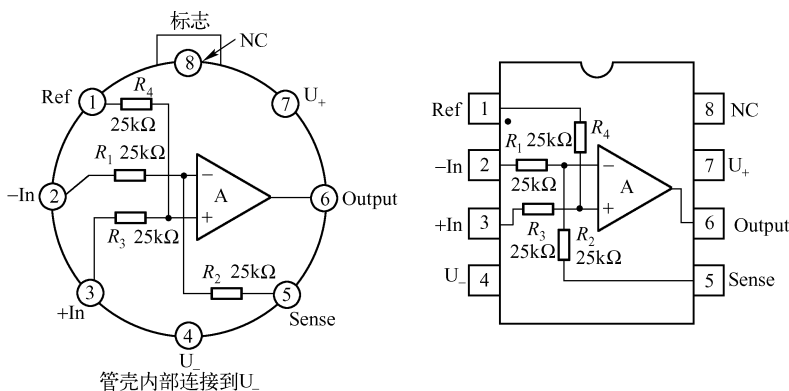 标志
NC
8
R4
Ref 1
25kΩ
7 U+
R1 25kΩ
−
−In 2
A
6 Output
+
R3 25kΩ
R2 25kΩ
3
+In
5
Sense
4
U−
管壳内部连接到U−
Ref 1
8 NC
R1 25kΩ R4
−In 2
−
7 U+
25kΩ
A
+In 3
+
6 Output
R3 R2
25kΩ 25kΩ
U− 4
5 Sense